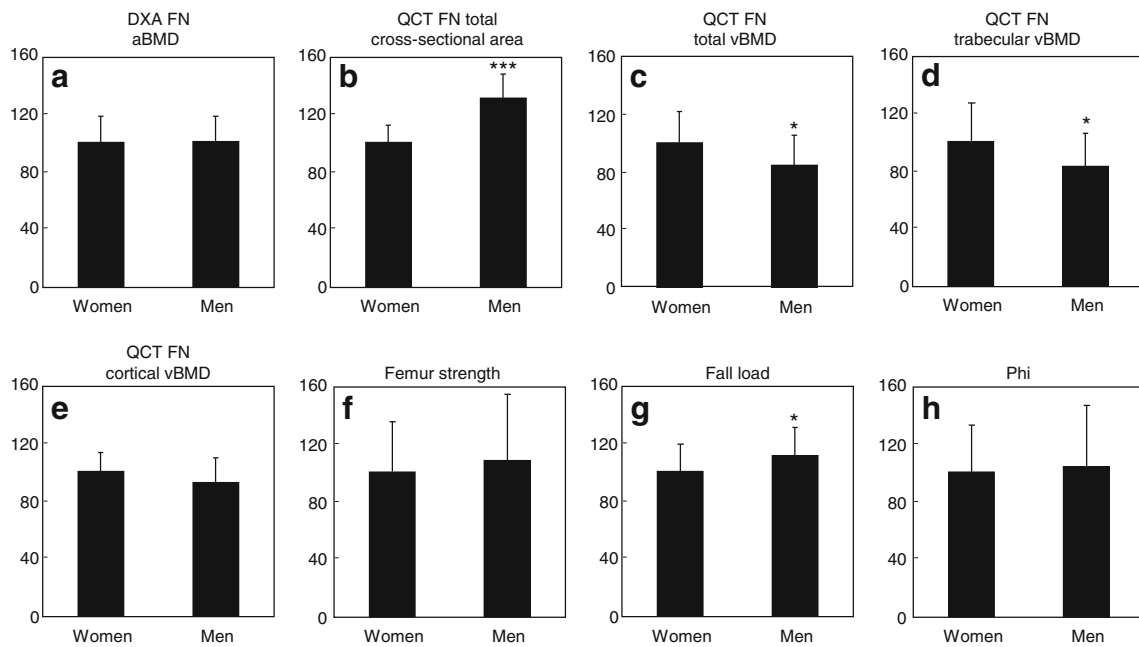 DXA FN
aBMD
160
a
120
80
40
0
Women Men
QCT FN total
cross-sectional area
160
b
***
120
80
40
0
Women Men
QCT FN
total vBMD
160
c
120
*
80
40
0
Women Men
QCT FN
trabecular vBMD
160
d
120
*
80
40
0
Women Men
QCT FN
cortical vBMD
160
e
120
80
40
0
Women Men
Femur strength
160
f
120
80
40
0
Women Men
Fall load
160
g
*
120
80
40
0
Women Men
Phi
160
h
120
80
40
0
Women Men